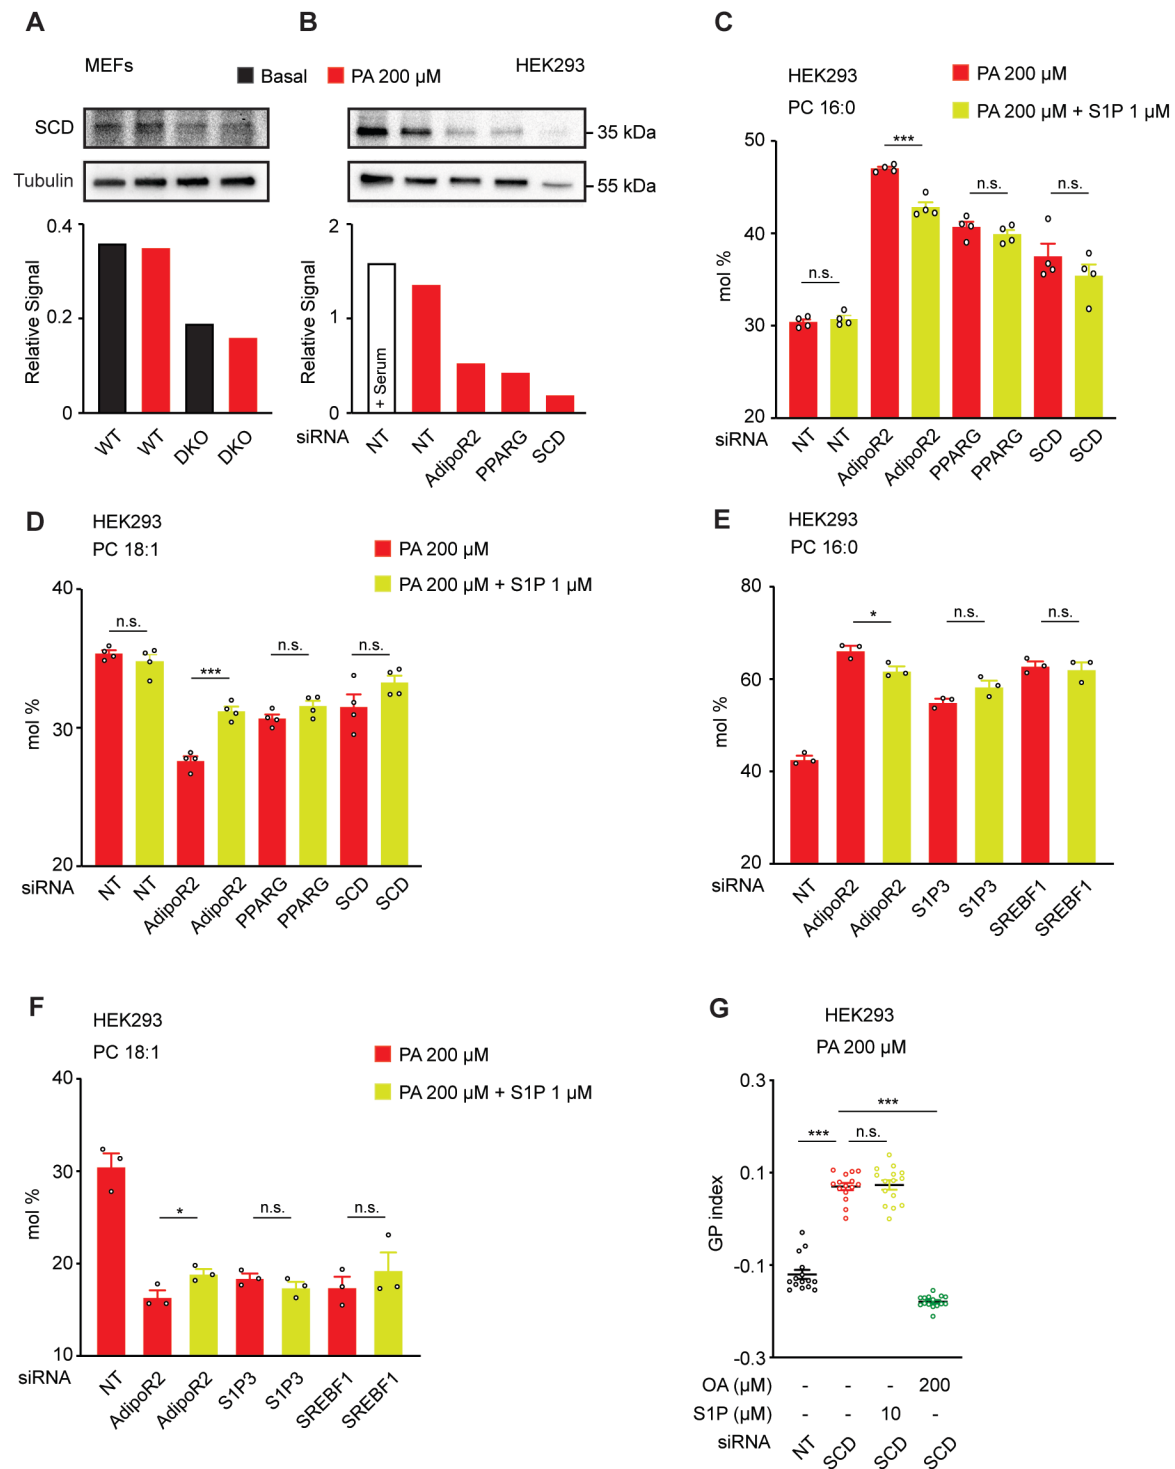 A
MEFs
Basal
PA 200 µM
SCD
Tubulin
0.4
0.2
0
Relative Signal
WT
WT
DKO
DKO
B
HEK293
35 kDa
55 kDa
2
1
0
Relative Signal
+ Serum
siRNA
NT
NT
AdipoR2
PPARG
SCD
C
HEK293
PC 16:0
PA 200 µM
PA 200 µM + S1P 1 µM
50
40
30
20
mol %
n.s.
***
n.s.
n.s.
siRNA
NT
NT
AdipoR2
AdipoR2
PPARG
PPARG
SCD
SCD
D
HEK293
PC 18:1
PA 200 µM
PA 200 µM + S1P 1 µM
40
30
20
mol %
n.s.
***
n.s.
n.s.
siRNA
NT
NT
AdipoR2
AdipoR2
PPARG
PPARG
SCD
SCD
E
HEK293
PC 16:0
80
60
40
20
mol %
*
n.s.
n.s.
siRNA
NT
AdipoR2
AdipoR2
S1P3
S1P3
SREBF1
SREBF1
F
HEK293
PC 18:1
PA 200 µM
PA 200 µM + S1P 1 µM
40
30
20
10
mol %
*
n.s.
n.s.
siRNA
NT
AdipoR2
AdipoR2
S1P3
S1P3
SREBF1
SREBF1
G
HEK293
PA 200 µM
0.3
0.1
-0.1
-0.3
GP index
***
***
n.s.
OA (µM) - - - 200
S1P (µM) - - 10 -
siRNA
NT
SCD
SCD
SCD